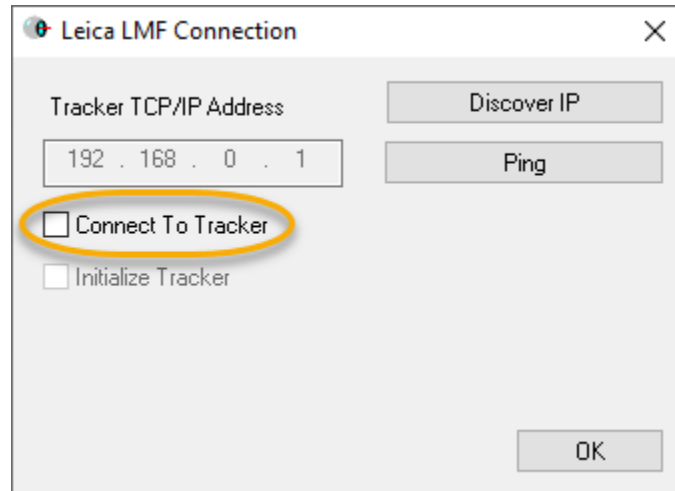 Leica LMF Connection
Tracker TCP/IP Address
Discover IP
192 . 168 . 0 . 1
Ping
Connect To Tracker
Initialize Tracker
OK